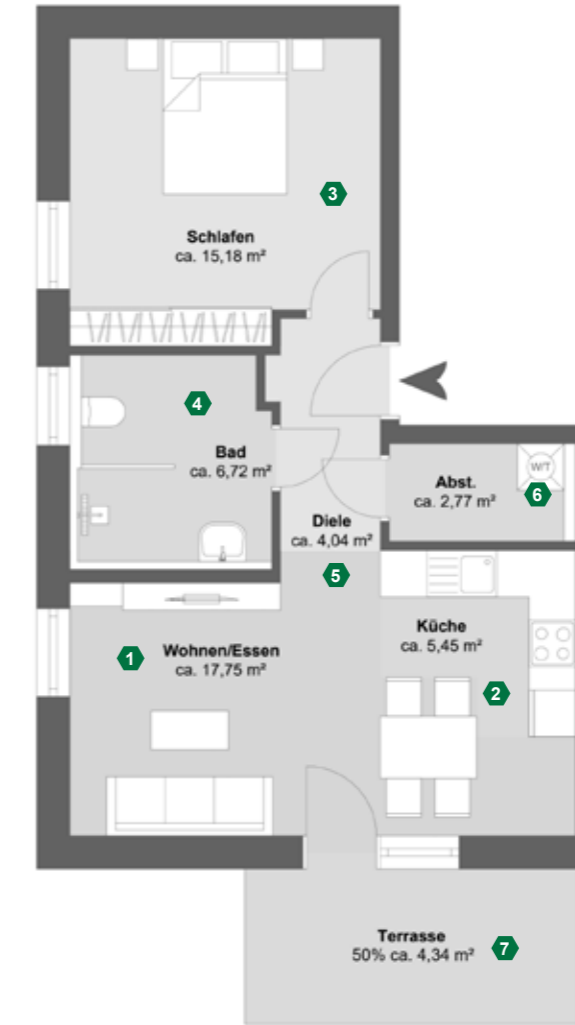 3
Schlafen
ca. 15,18 m²
4
Bad
ca. 6,72 m²
W/T
Abst.
ca. 2,77 m²
6
Diele
ca. 4,04 m²
5
Küche
ca. 5,45 m²
1
Wohnen/Essen
ca. 17,75 m²
2
Terrasse
50% ca. 4,34 m²
7